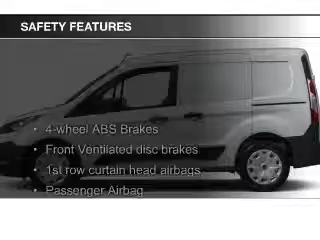 SAFETY FEATURES
• 4-wheel ABS Brakes
• Front Ventilated disc brakes
• 1st row curtain head airbags
• Passenger Airbag